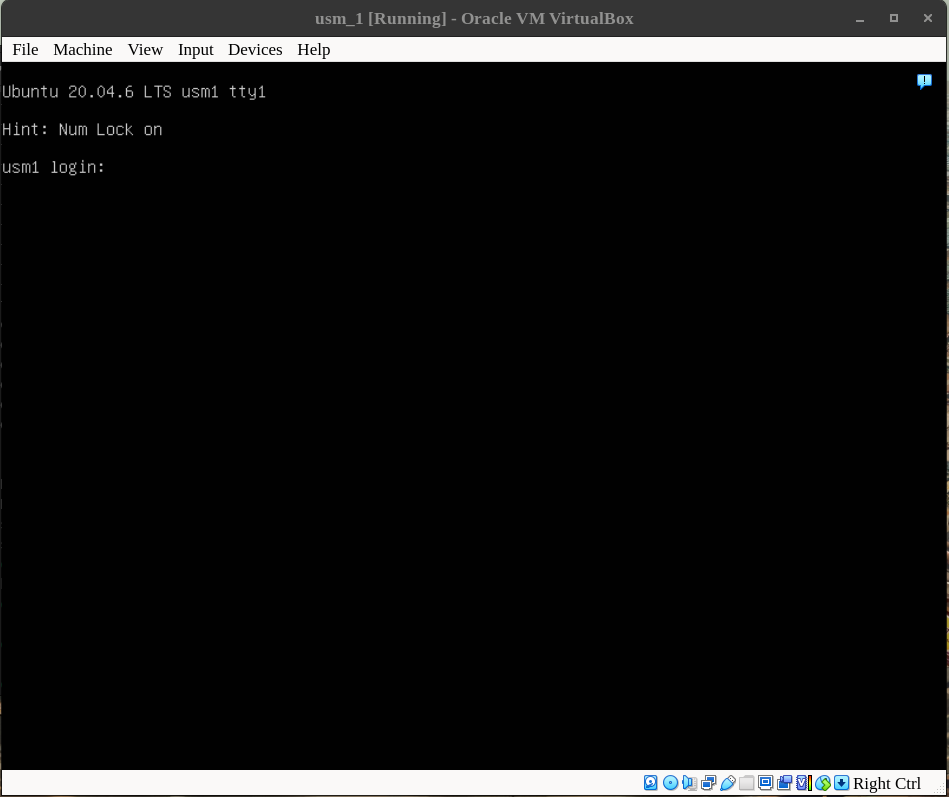 usm_1 [Running] - Oracle VM VirtualBox
File Machine View Input Devices Help
Ubuntu 20.04.6 LTS usm1 tty1
Hint: Num Lock on
usm1 login:
Right Ctrl